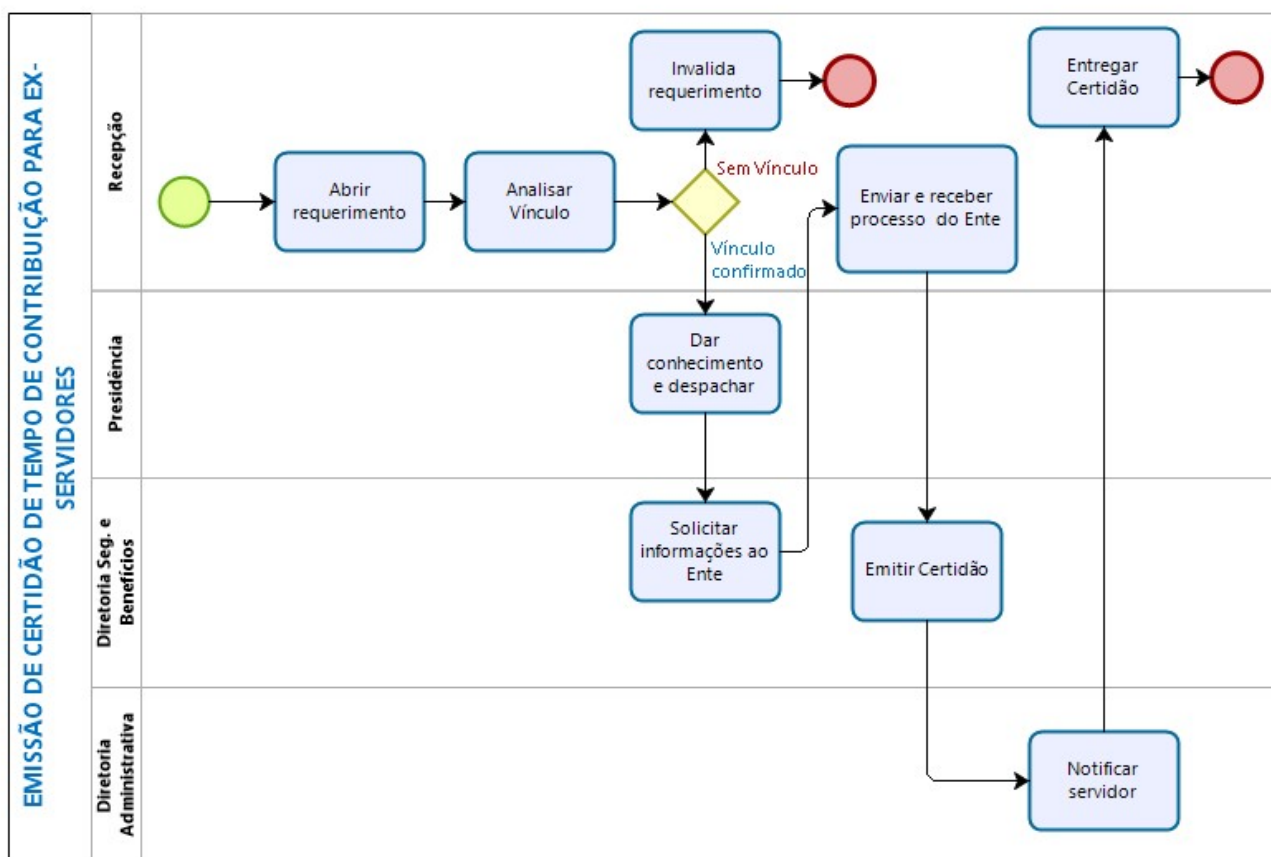 EMISSÃO DE CERTIDÃO DE TEMPO DE CONTRIBUIÇÃO PARA EX-
SERVIDORES
Recepção
Abrir
requerimento
Analisar
Vínculo
Invalida
requerimento
Sem Vínculo
Vínculo
confirmado
Enviar e receber
processo do Ente
Entregar
Certidão
Presidência
Dar
conhecimento
e despachar
Diretoria Seg. e
Benefícios
Solicitar
informações ao
Ente
Emitir Certidão
Diretoria
Administrativa
Notificar
servidor